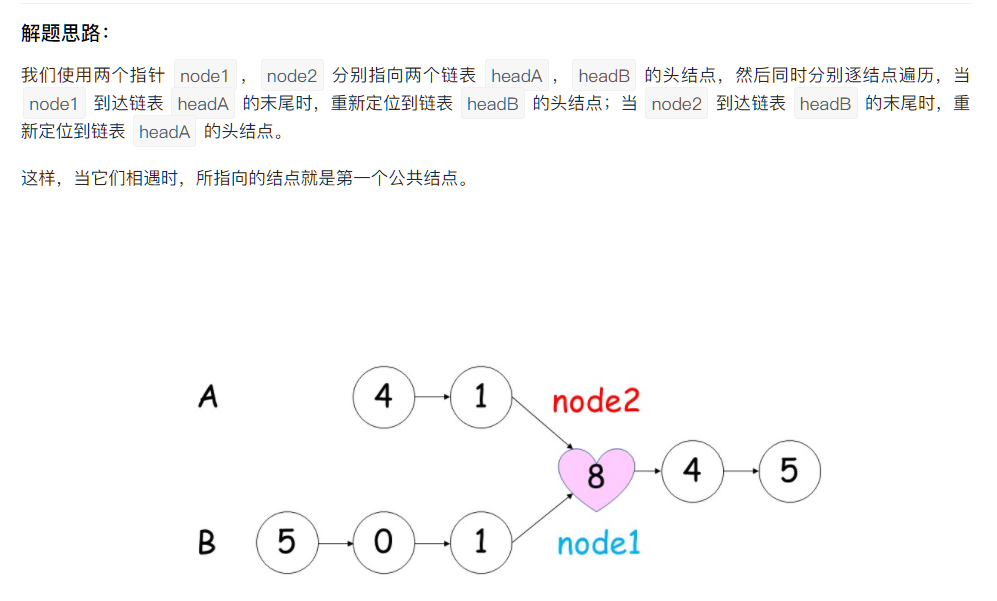 解题思路：
我们使用两个指针 node1 ， node2 分别指向两个链表 headA ， headB 的头结点，然后同时分别逐结点遍历，当
node1 到达链表 headA 的末尾时，重新定位到链表 headB 的头结点；当 node2 到达链表 headB 的末尾时，重
新定位到链表 headA 的头结点。
这样，当它们相遇时，所指向的结点就是第一个公共结点。
A 4 1 node2
8 4 5
B 5 0 1 node1